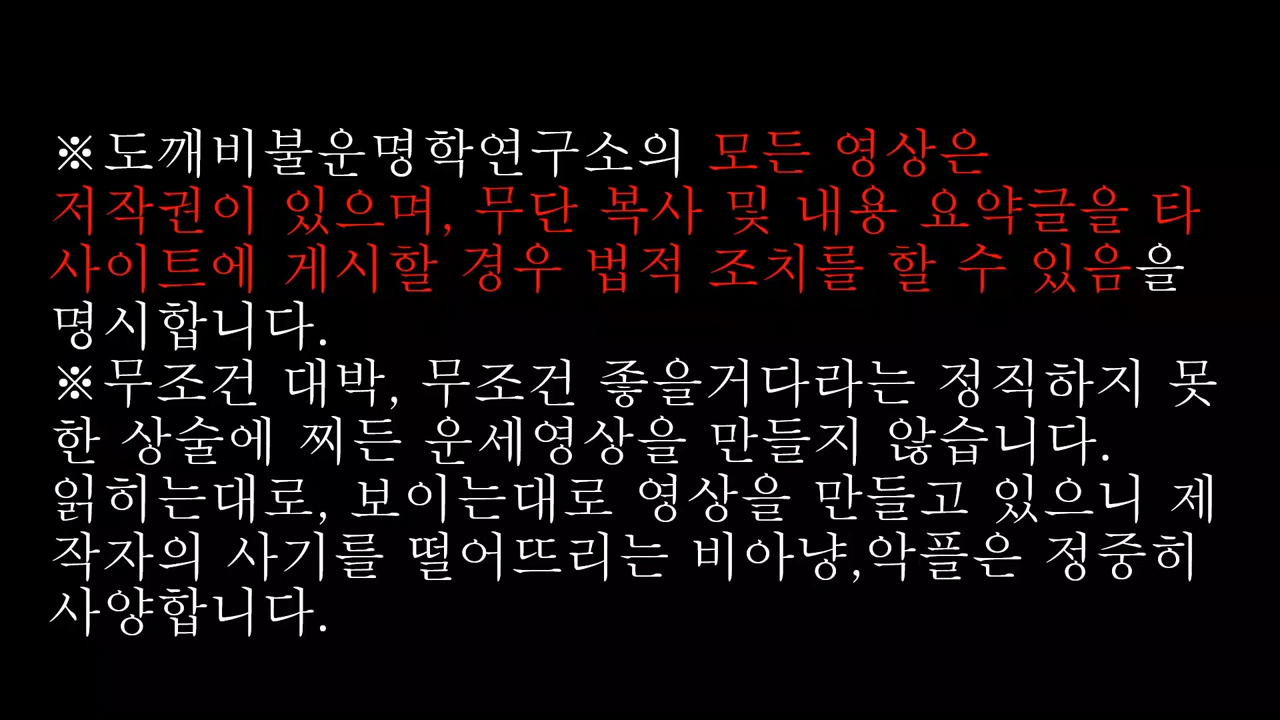 ※도깨비불운명학연구소의 모든 영상은
저작권이 있으며, 무단 복사 및 내용 요약글을 타
사이트에 게시할 경우 법적 조치를 할 수 있음을
명시합니다.
※무조건 대박, 무조건 좋을거다라는 정직하지 못
한 상술에 찌든 운세영상을 만들지 않습니다.
읽히는대로, 보이는대로 영상을 만들고 있으니 제
작자의 사기를 떨어뜨리는 비아냥,악플은 정중히
사양합니다.